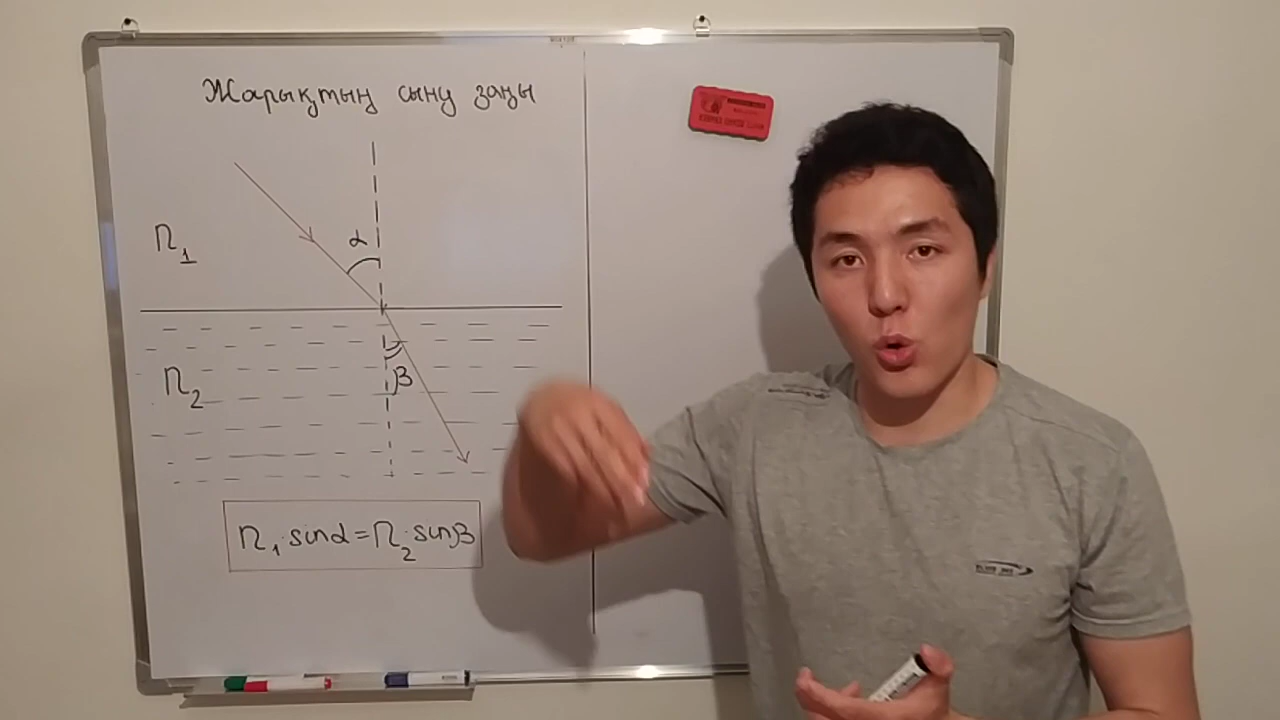 Жарықтың сыну заңы
α
n₁
n₂
β
n₁·sinα=n₂·sinβ